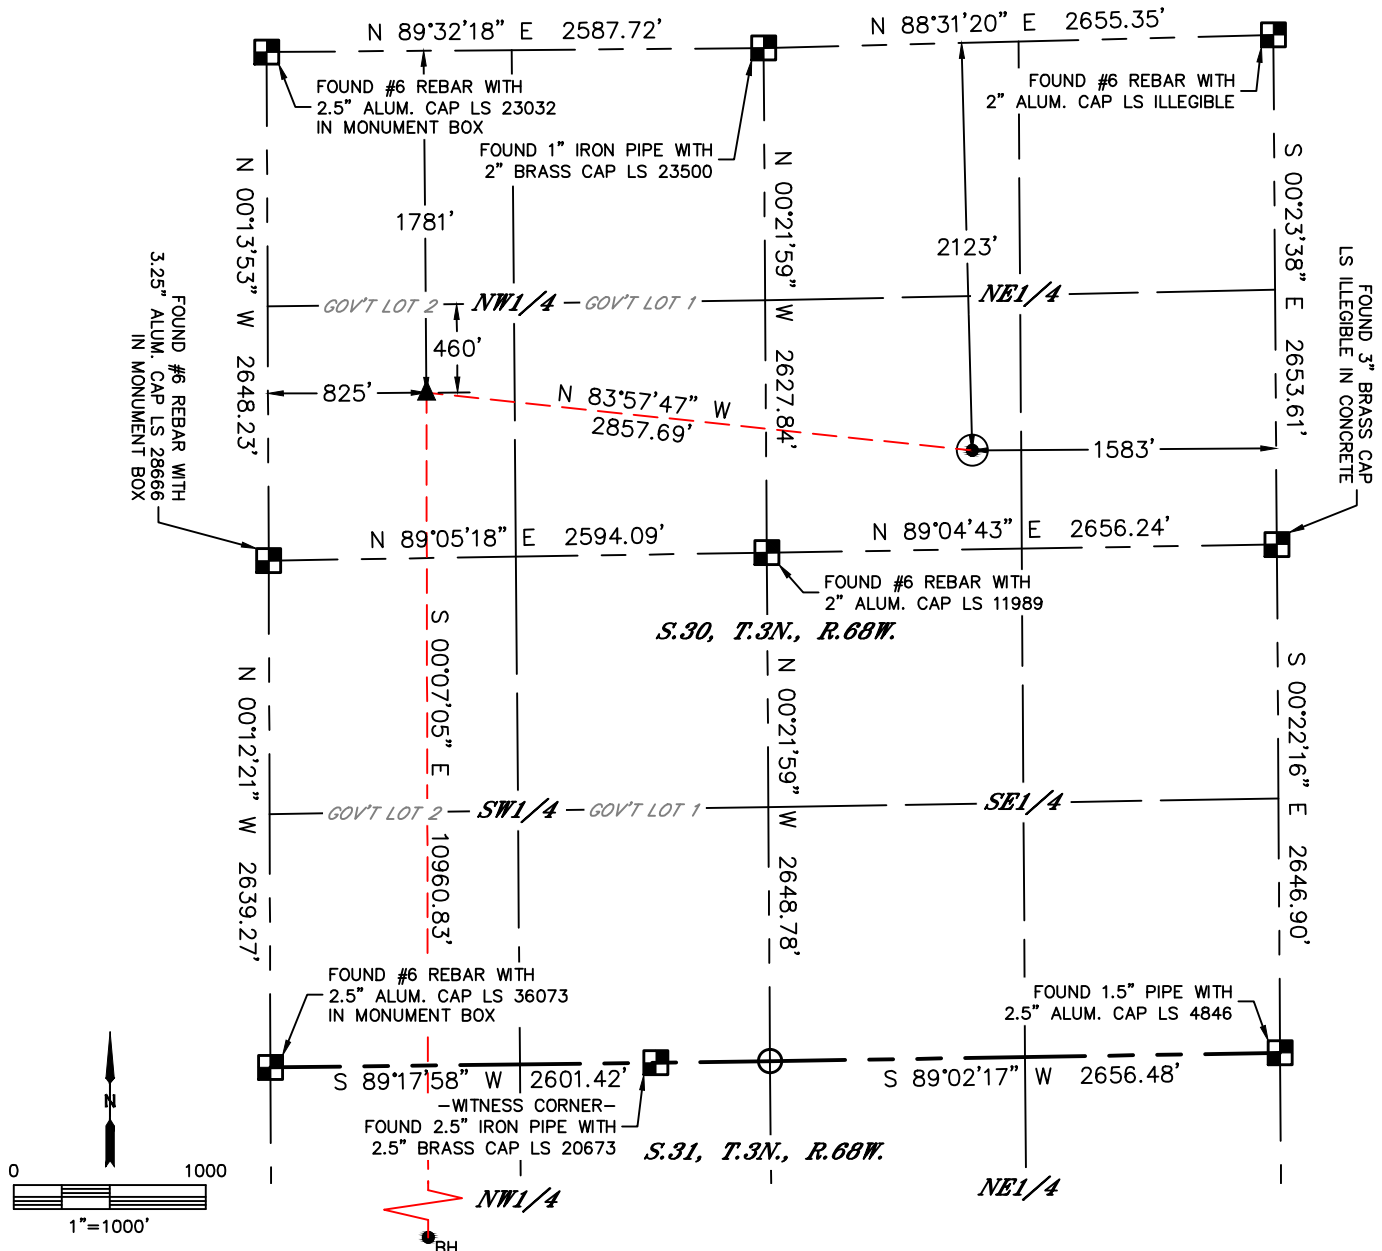 N 89°32'18" E 2587.72'
N 88°31'20" E 2655.35'
FOUND #6 REBAR WITH
2.5" ALUM. CAP LS 23032
IN MONUMENT BOX
FOUND #6 REBAR WITH
2" ALUM. CAP LS ILLEGIBLE
FOUND 1" IRON PIPE WITH
2" BRASS CAP LS 23500
N 00°13'53" W 2648.23'
1781'
N 00°21'59" W 2627.84'
2123'
S 00°23'38" E 2653.61'
FOUND 3" BRASS CAP
LS ILLEGIBLE IN CONCRETE
FOUND #6 REBAR WITH
3.25" ALUM. CAP LS 28666
IN MONUMENT BOX
GOV'T LOT 2
NW1/4
GOV'T LOT 1
NE1/4
460'
825'
N 83°57'47" W
2857.69'
1583'
N 89°05'18" E 2594.09'
N 89°04'43" E 2656.24'
FOUND #6 REBAR WITH
2" ALUM. CAP LS 11989
S.30, T.3N., R.68W.
N 00°12'21" W 2639.27'
S 00°07'05" E 10960.83'
N 00°21'59" W 2648.78'
S 00°22'16" E 2646.90'
GOV'T LOT 2
SW1/4
GOV'T LOT 1
SE1/4
FOUND #6 REBAR WITH
2.5" ALUM. CAP LS 36073
IN MONUMENT BOX
FOUND 1.5" PIPE WITH
2.5" ALUM. CAP LS 4846
S 89°17'58" W 2601.42'
S 89°02'17" W 2656.48'
-WITNESS CORNER-
FOUND 2.5" IRON PIPE WITH
2.5" BRASS CAP LS 20673
S.31, T.3N., R.68W.
N
0 1000
1"=1000'
NW1/4
NE1/4
BH